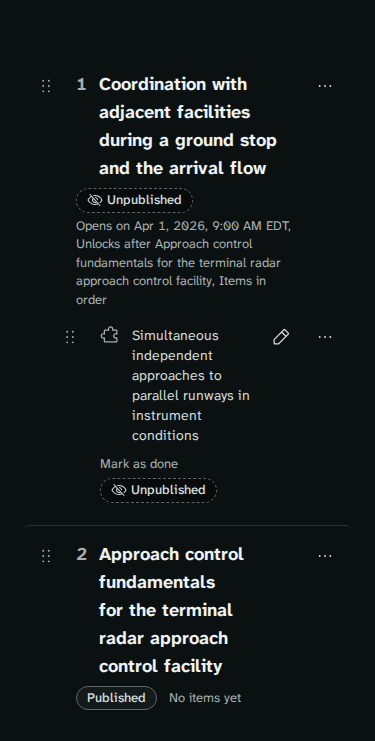 1 Coordination with
adjacent facilities
during a ground stop
and the arrival flow
Unpublished
Opens on Apr 1, 2026, 9:00 AM EDT,
Unlocks after Approach control
fundamentals for the terminal radar
approach control facility, Items in
order
Simultaneous
independent
approaches to
parallel runways in
instrument
conditions
Mark as done
Unpublished
2 Approach control
fundamentals
for the terminal
radar approach
control facility
Published No items yet